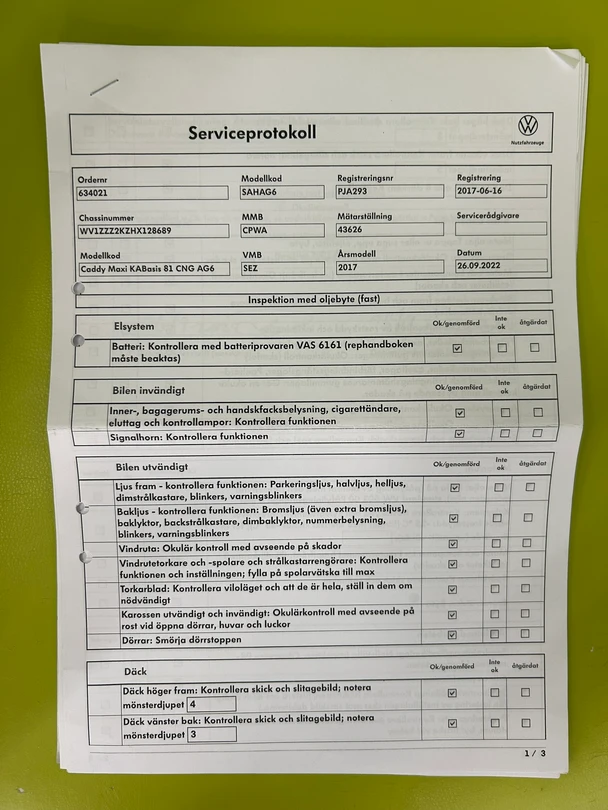 Serviceprotokoll
Nutzfahrzeuge
Ordernr Modellkod Registreringsnr Registrering
634021 SAHAG6 PJA293 2017-06-16
Chassinummer MMB Mätarställning Servicerådgivare
WV1ZZZ2KZHX128689 CPWA 43626
Modellkod VMB Årsmodell Datum
Caddy Maxi KABasis 81 CNG AG6 SEZ 2017 26.09.2022
Inspektion med oljebyte (fast)
Elsystem Ok/genomförd Inte ok åtgärdat
Batteri: Kontrollera med batteriprovaren VAS 6161 (rephandboken
måste beaktas)
Bilen invändigt Ok/genomförd Inte ok åtgärdat
Inner-, bagagerums- och handskfacksbelysning, cigarettändare,
eluttag och kontrollampor: Kontrollera funktionen
Signalhorn: Kontrollera funktionen
Bilen utvändigt Ok/genomförd Inte ok åtgärdat
Ljus fram - kontrollera funktionen: Parkeringsljus, halvljus, helljus,
dimstrålkastare, blinkers, varningsblinkers
Bakljus - kontrollera funktionen: Bromsljus (även extra bromsljus),
baklyktor, backstrålkastare, dimbaklyktor, nummerbelysning,
blinkers, varningsblinkers
Vindruta: Okulär kontroll med avseende på skador
Vindrutetorkare och -spolare och strålkastarrengörare: Kontrollera
funktionen och inställningen; fylla på spolarvätska till max
Torkarblad: Kontrollera viloläget och att de är hela, ställ in dem om
nödvändigt
Karossen utvändigt och invändigt: Okulärkontroll med avseende på
rost vid öppna dörrar, huvar och luckor
Dörrar: Smörja dörrstoppen
Däck Ok/genomförd Inte ok åtgärdat
Däck höger fram: Kontrollera skick och slitagebild; notera
mönsterdjupet 4
Däck vänster bak: Kontrollera skick och slitagebild; notera
mönsterdjupet 3
1 / 3